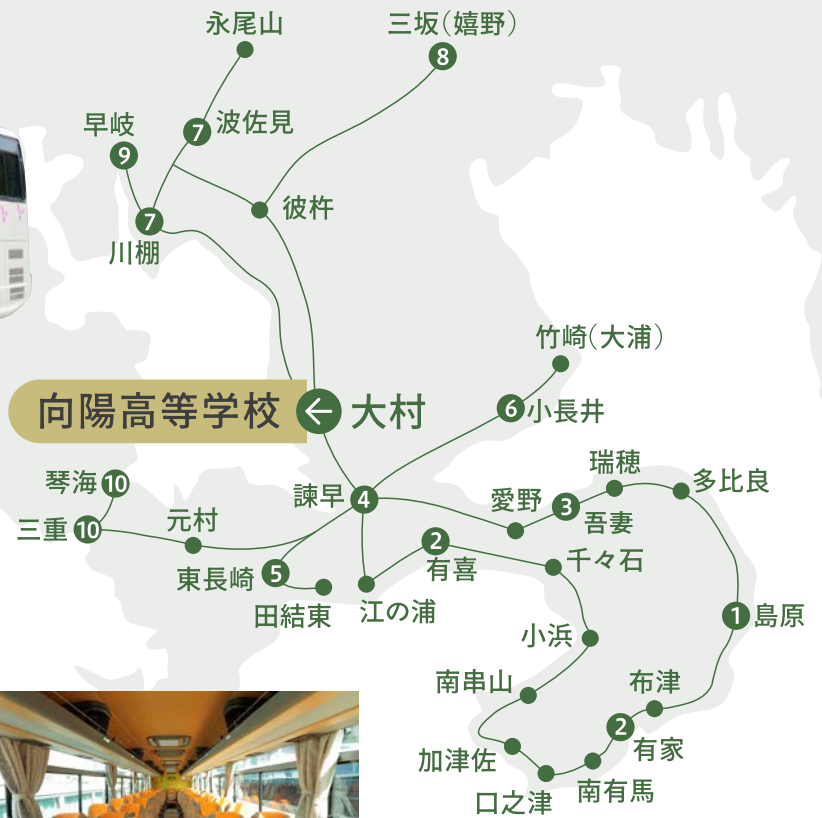 永尾山
三坂(嬉野)
8
早岐
7
波佐見
9
彼杵
7
川棚
竹崎(大浦)
向陽高等学校
大村
6
小長井
瑞穂
琴海
10
諫早
4
愛野
3
多比良
三重
10
元村
吾妻
2
有喜
千々石
東長崎
5
田結東
江の浦
1
島原
小浜
南串山
布津
2
有家
加津佐
南有馬
口之津